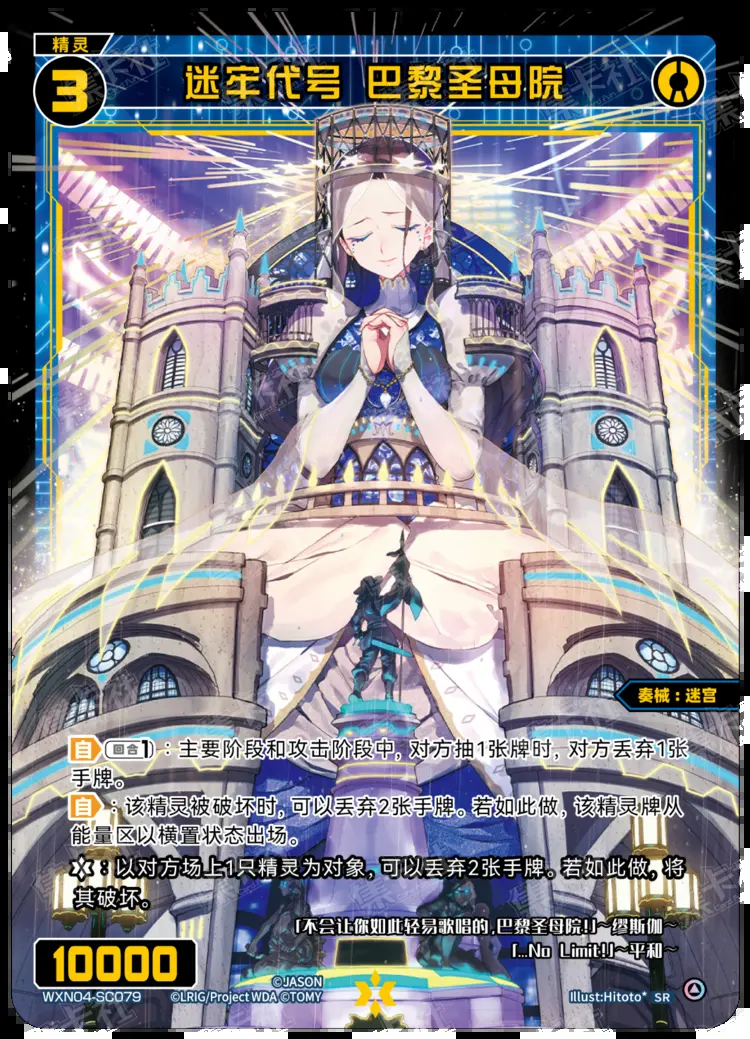 精灵
3
迷牢代号 巴黎圣母院
奏械：迷宫
自 回合1：主要阶段和攻击阶段中，对方抽1张牌时，对方丢弃1张
手牌。
自：该精灵被破坏时，可以丢弃2张手牌。若如此做，该精灵牌从
能量区以横置状态出场。
：以对方场上1只精灵为对象，可以丢弃2张手牌。若如此做，将
其破坏。
「不会让你如此轻易歌唱的，巴黎圣母院！」~缪斯伽~
「…No Limit!」~平和~
10000
©JASON
WXN04-SC079 ©LRIG/Project WDA ©TOMY Illust:Hitoto* SR